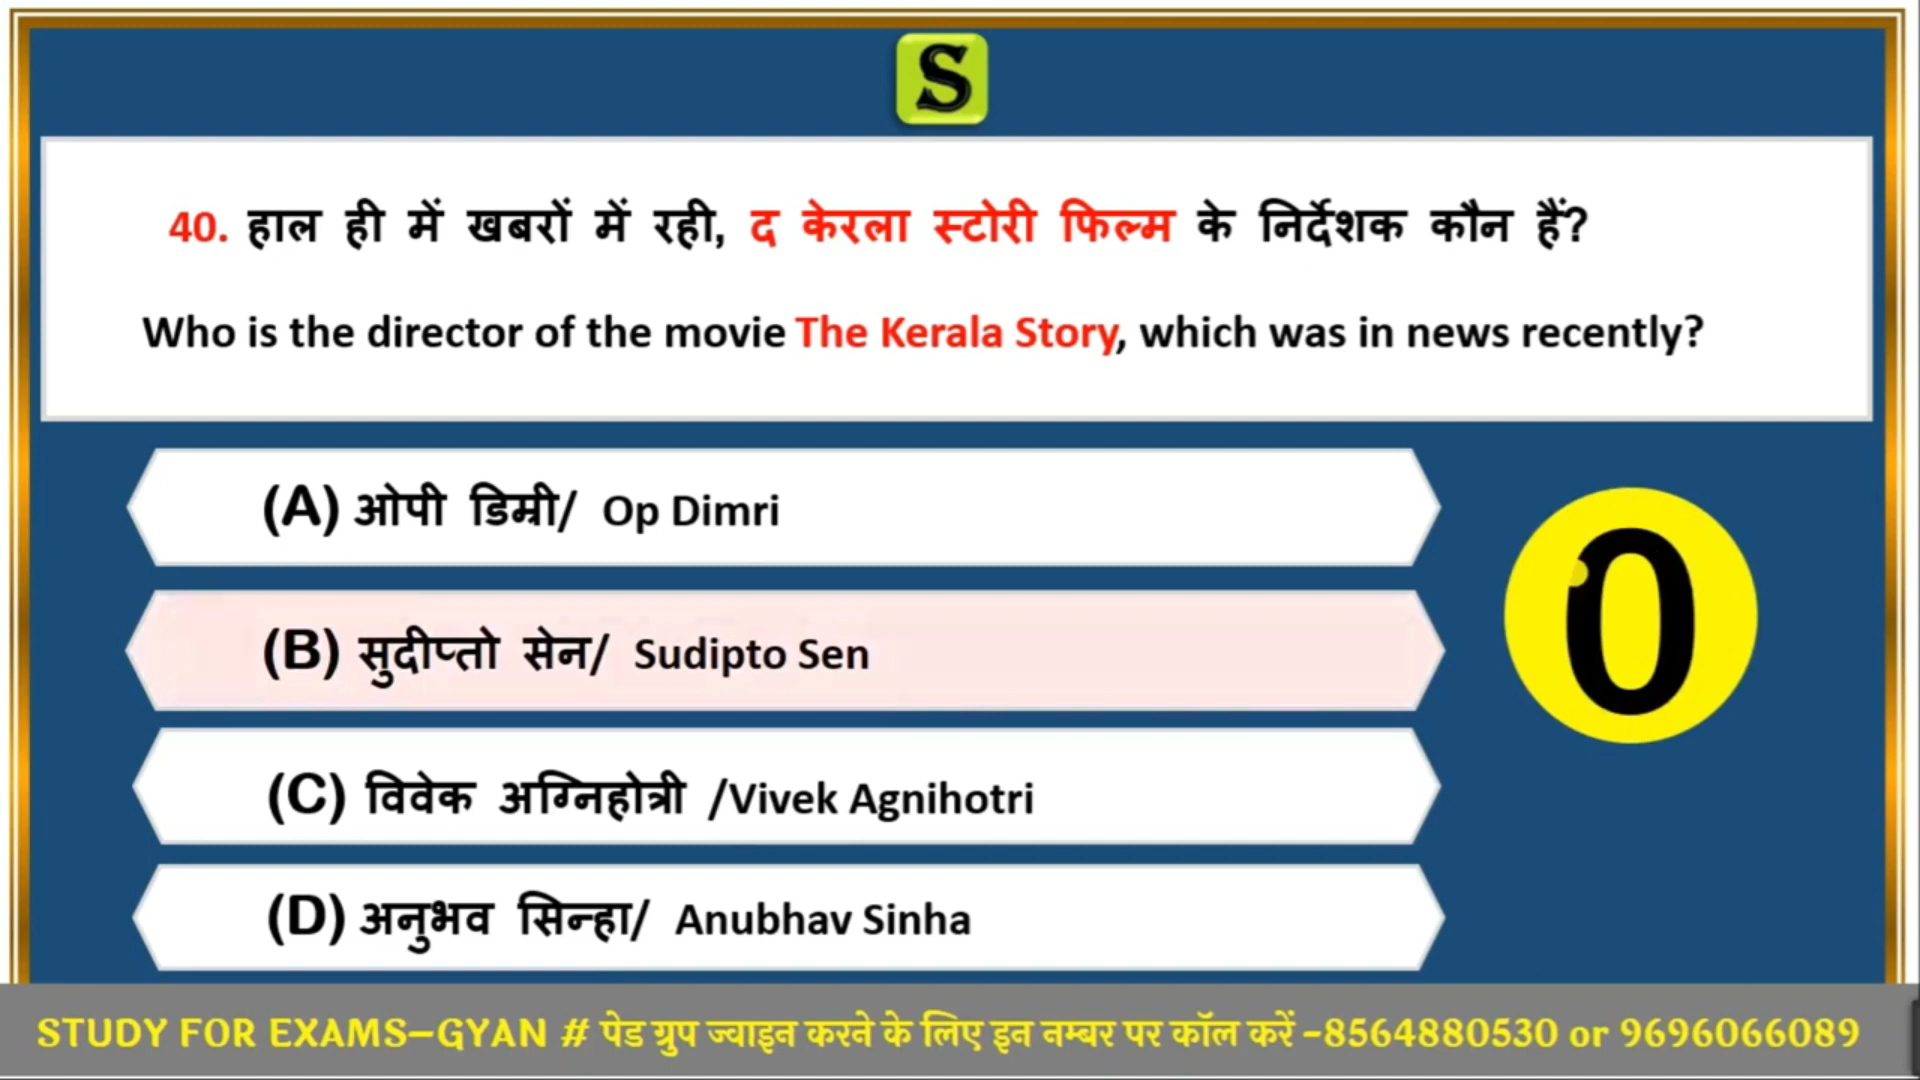 S
40. हाल ही में खबरों में रही, द केरला स्टोरी फिल्म के निर्देशक कौन हैं?
Who is the director of the movie The Kerala Story, which was in news recently?
(A) ओपी डिम्री/ Op Dimri
(B) सुदीप्तो सेन/ Sudipto Sen
0
(C) विवेक अग्निहोत्री /Vivek Agnihotri
(D) अनुभव सिन्हा/ Anubhav Sinha
STUDY FOR EXAMS–GYAN # पेड ग्रुप ज्वाइन करने के लिए इन नम्बर पर कॉल करें -8564880530 or 9696066089